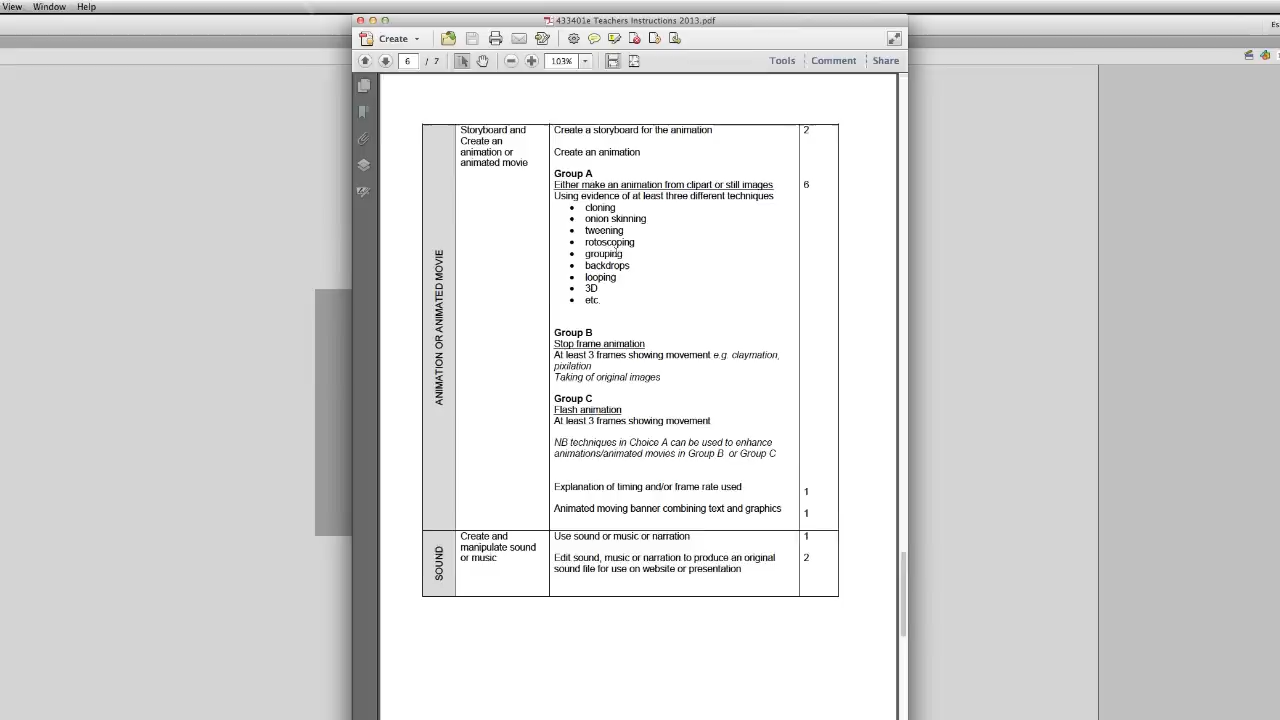 View Window Help
433401e Teachers Instructions 2013.pdf
Create
6 / 7
103%
Tools Comment Share
Es
ANIMATION OR ANIMATED MOVIE
Storyboard and
Create an
animation or
animated movie
Create a storyboard for the animation 2
Create an animation
Group A
Either make an animation from clipart or still images 6
Using evidence of at least three different techniques
• cloning
• onion skinning
• tweening
• rotoscoping
• grouping
• backdrops
• looping
• 3D
• etc.
Group B
Stop frame animation
At least 3 frames showing movement e.g. claymation,
pixilation
Taking of original images
Group C
Flash animation
At least 3 frames showing movement
NB techniques in Choice A can be used to enhance
animations/animated movies in Group B or Group C
Explanation of timing and/or frame rate used 1
Animated moving banner combining text and graphics 1
SOUND
Create and
manipulate sound
or music
Use sound or music or narration 1
Edit sound, music or narration to produce an original 2
sound file for use on website or presentation